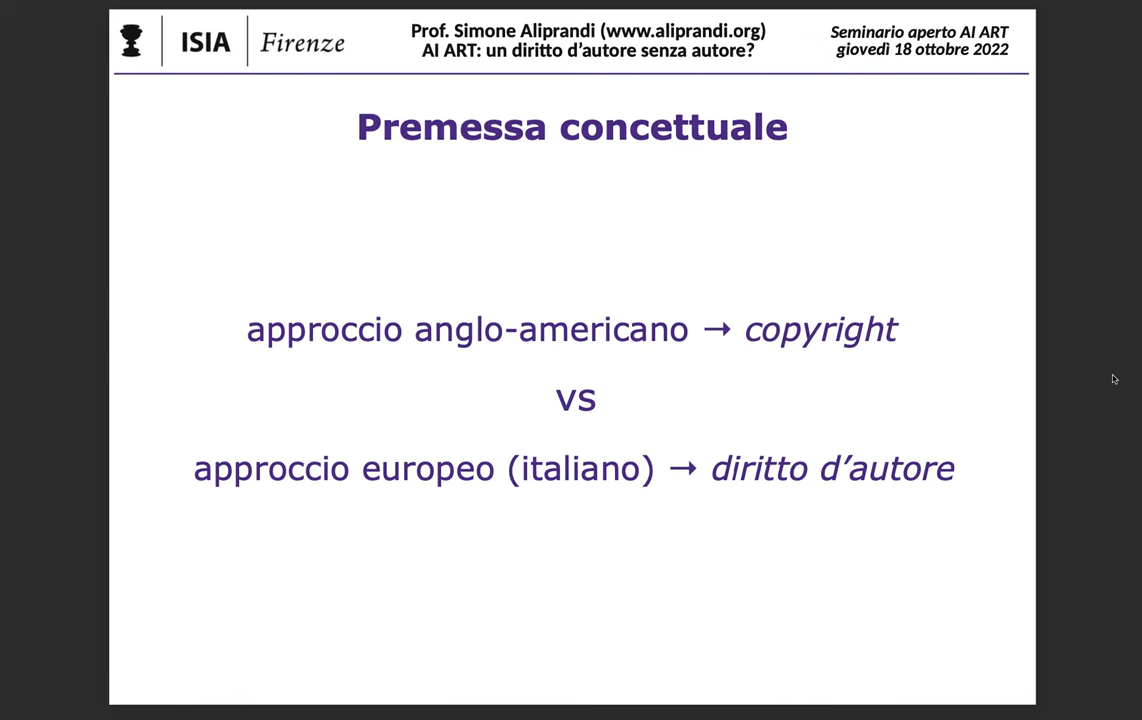 ISIA Firenze
Prof. Simone Aliprandi (www.aliprandi.org)
AI ART: un diritto d'autore senza autore?
Seminario aperto AI ART
giovedì 18 ottobre 2022
Premessa concettuale
approccio anglo-americano → copyright
vs
approccio europeo (italiano) → diritto d'autore